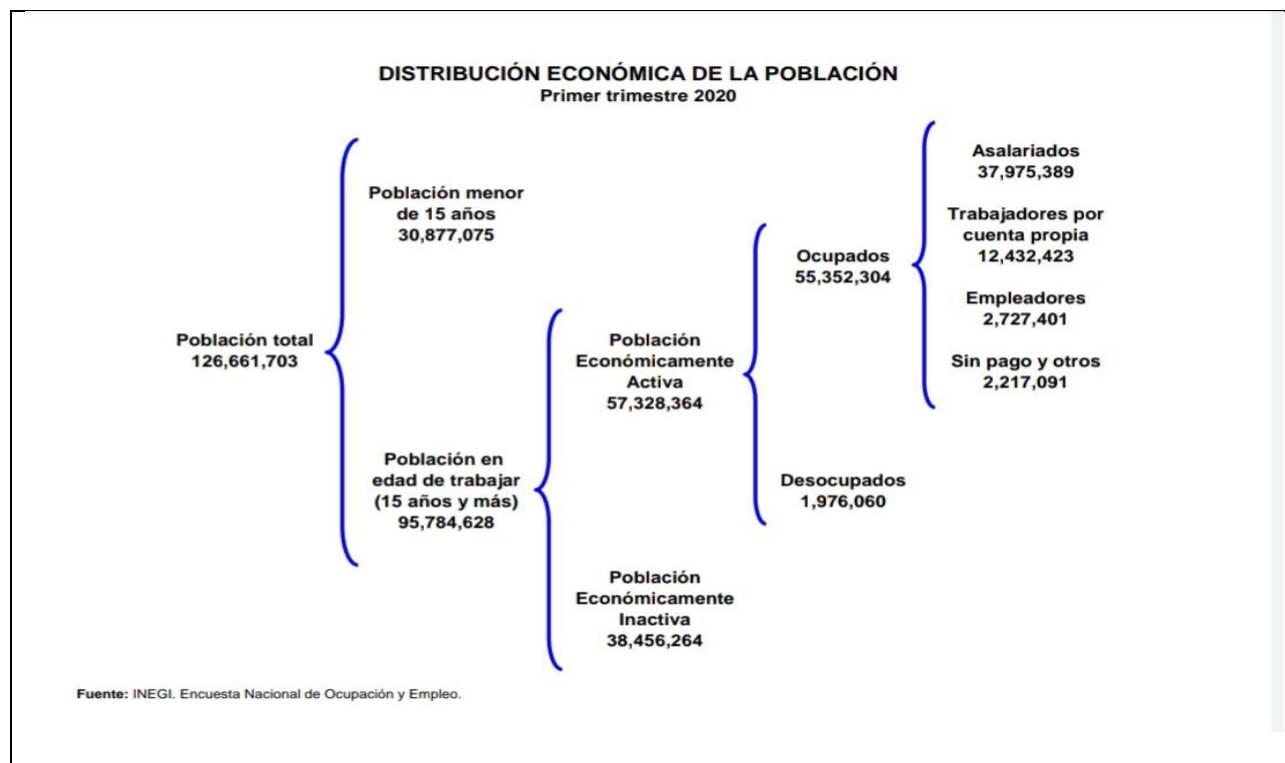 DISTRIBUCIÓN ECONÓMICA DE LA POBLACIÓN
Primer trimestre 2020
Población total
126,661,703
Población menor
de 15 años
30,877,075
Población en
edad de trabajar
(15 años y más)
95,784,628
Población
Económicamente
Activa
57,328,364
Población
Económicamente
Inactiva
38,456,264
Ocupados
55,352,304
Desocupados
1,976,060
Asalariados
37,975,389
Trabajadores por
cuenta propia
12,432,423
Empleadores
2,727,401
Sin pago y otros
2,217,091
Fuente: INEGI. Encuesta Nacional de Ocupación y Empleo.